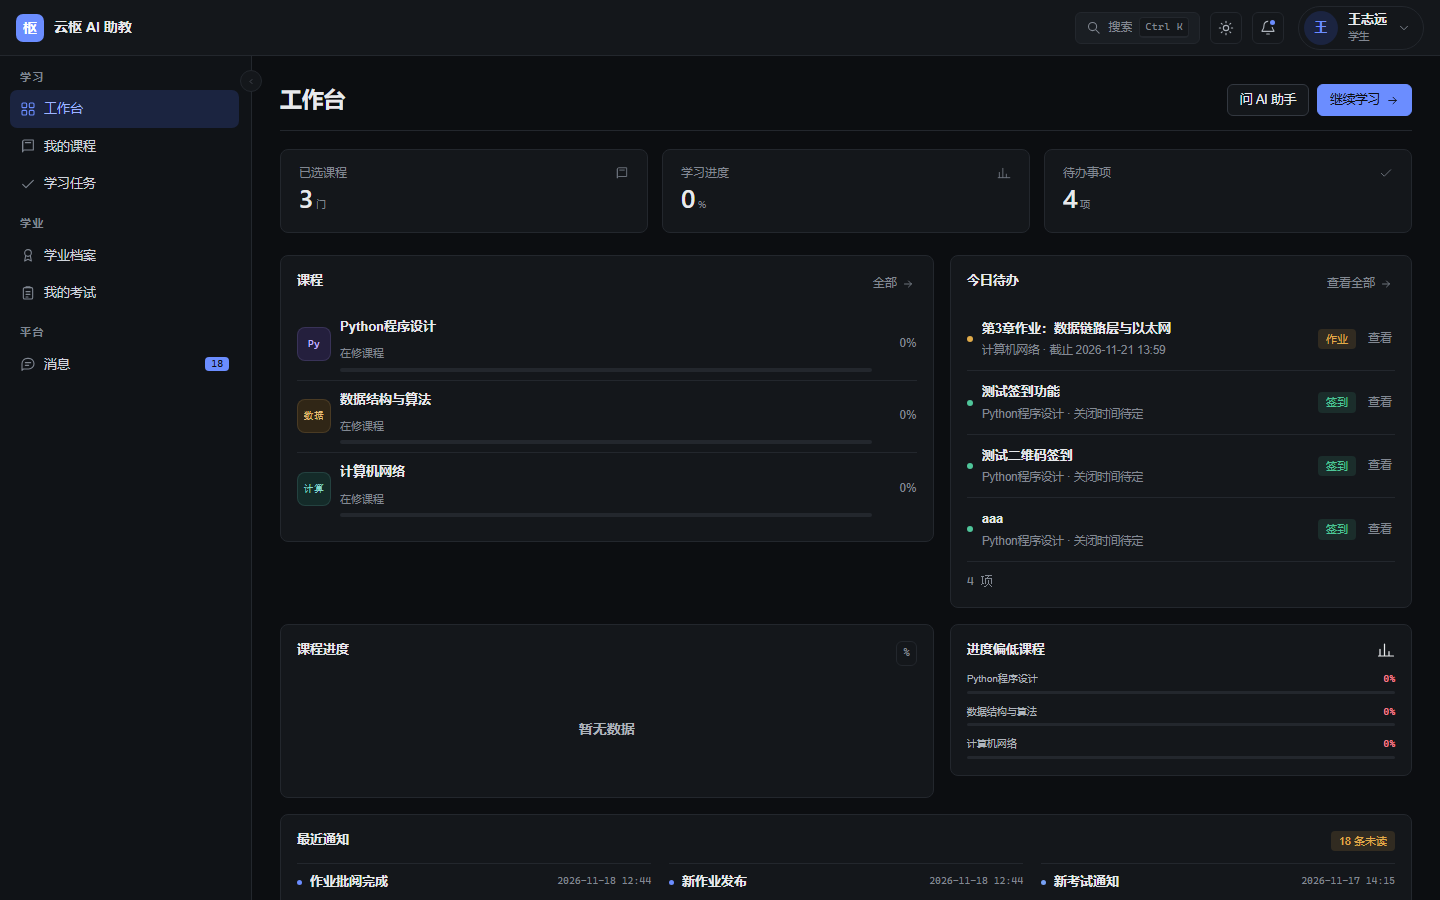 枢 云枢 AI 助教
搜索 Ctrl K
王 王志远
学生
学习
工作台
我的课程
学习任务
学业
学业档案
我的考试
平台
消息 18
工作台
问 AI 助手
继续学习 →
已选课程
3 门
学习进度
0 %
待办事项
4 项
课程
全部 →
Py
Python程序设计
在修课程
0%
数据
数据结构与算法
在修课程
0%
计算
计算机网络
在修课程
0%
今日待办
查看全部 →
第3章作业：数据链路层与以太网
计算机网络 · 截止 2026-11-21 13:59
作业 查看
测试签到功能
Python程序设计 · 关闭时间待定
签到 查看
测试二维码签到
Python程序设计 · 关闭时间待定
签到 查看
aaa
Python程序设计 · 关闭时间待定
签到 查看
4 项
课程进度
%
暂无数据
进度偏低课程
Python程序设计 0%
数据结构与算法 0%
计算机网络 0%
最近通知
18 条未读
作业批阅完成 2026-11-18 12:44
新作业发布 2026-11-18 12:44
新考试通知 2026-11-17 14:15